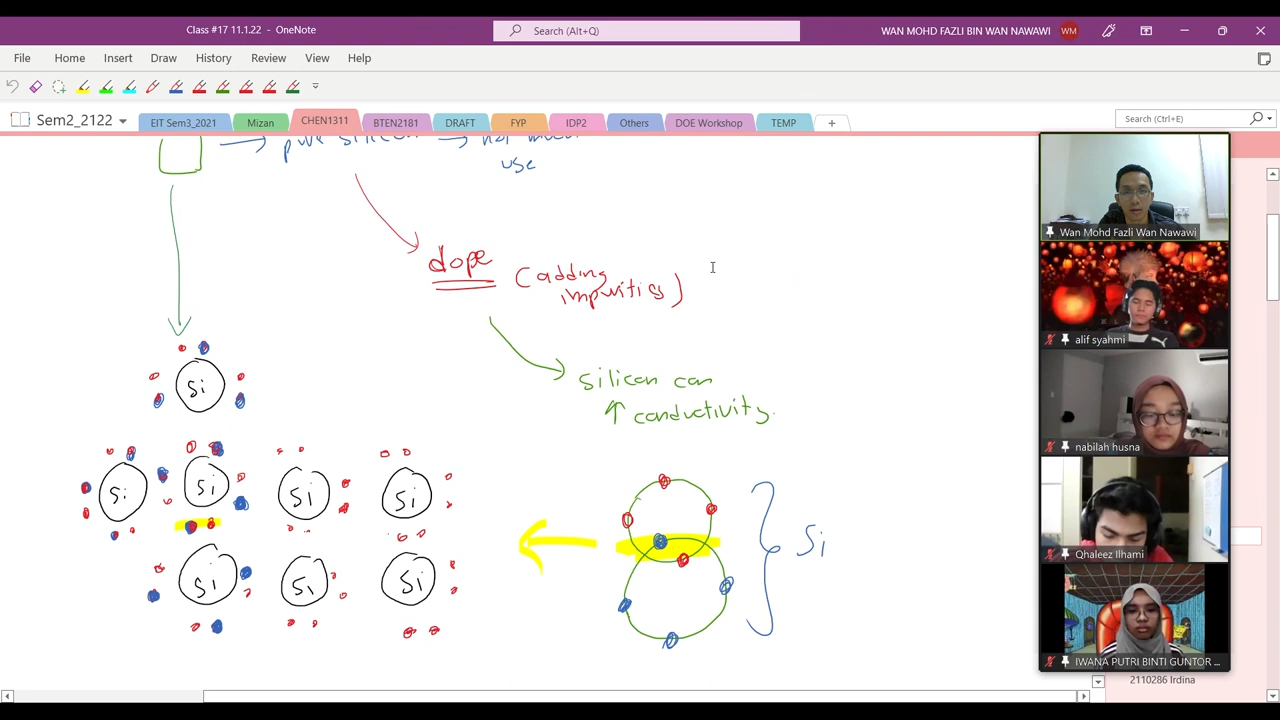 Class #17 11.1.22 - OneNote
Search (Alt+Q)
WAN MOHD FAZLI BIN WAN NAWAWI
WM
File Home Insert Draw History Review View Help
Sem2_2122
EIT Sem3_2021 Mizan CHEN1311 BTEN2181 DRAFT FYP IDP2 Others DOE Workshop TEMP +
Search (Ctrl+E)
pure silicon
use
dope (adding
impurities)
silicon can
↑ conductivity.
Si
Si Si Si Si
Si Si Si
Si
Wan Mohd Fazli Wan Nawawi
alif syahmi
nabilah husna
Qhaleez Ilhami
IWANA PUTRI BINTI GUNTOR ...
2110286 Irdina